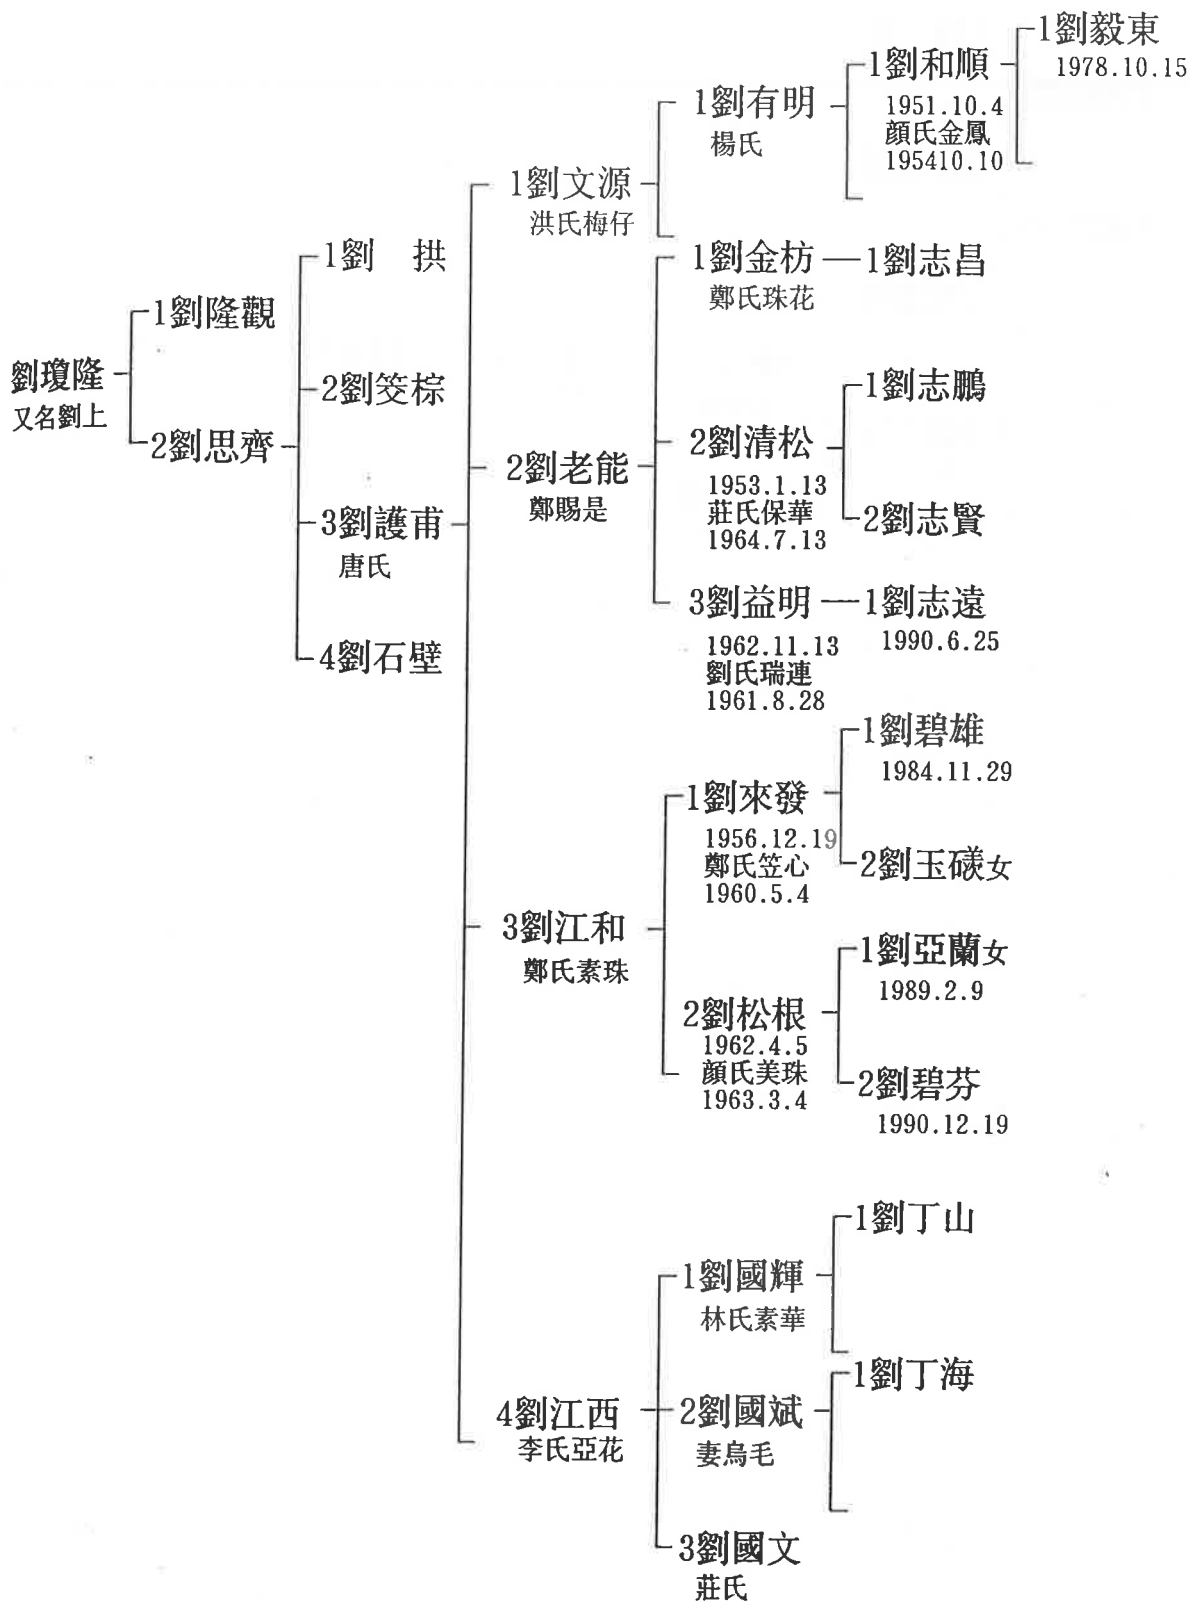 劉瓊隆
又名劉上
1劉隆觀
2劉思齊
1劉　拱
2劉筊棕
3劉護甫
唐氏
4劉石壁
1劉文源
洪氏梅仔
1劉有明
楊氏
1劉和順
1951.10.4
顔氏金鳳
195410.10
1劉毅東
1978.10.15
2劉老能
鄭賜是
1劉金枋
鄭氏珠花
1劉志昌
2劉清松
1953.1.13
莊氏保華
1964.7.13
1劉志鵬
2劉志賢
3劉益明
1962.11.13
劉氏瑞連
1961.8.28
1劉志遠
1990.6.25
3劉江和
鄭氏素珠
1劉來發
1956.12.19
鄭氏笠心
1960.5.4
1劉碧雄
1984.11.29
2劉玉䃸女
2劉松根
1962.4.5
顔氏美珠
1963.3.4
1劉亞蘭女
1989.2.9
2劉碧芬
1990.12.19
4劉江西
李氏亞花
1劉國輝
林氏素華
1劉丁山
2劉國斌
妻烏毛
1劉丁海
3劉國文
莊氏